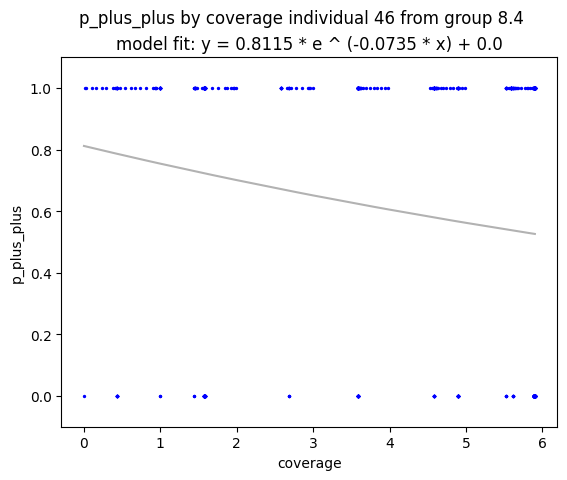 p_plus_plus by coverage individual 46 from group 8.4
model fit: y = 0.8115 * e ^ (-0.0735 * x) + 0.0
1.0
0.8
0.6
0.4
0.2
0.0
p_plus_plus
0 1 2 3 4 5 6
coverage